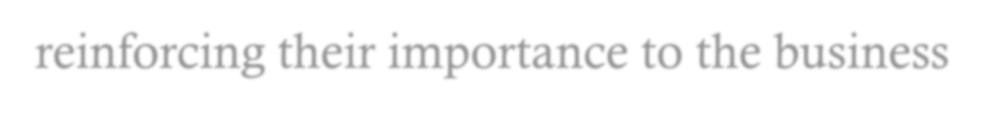 reinforcing their importance to the business